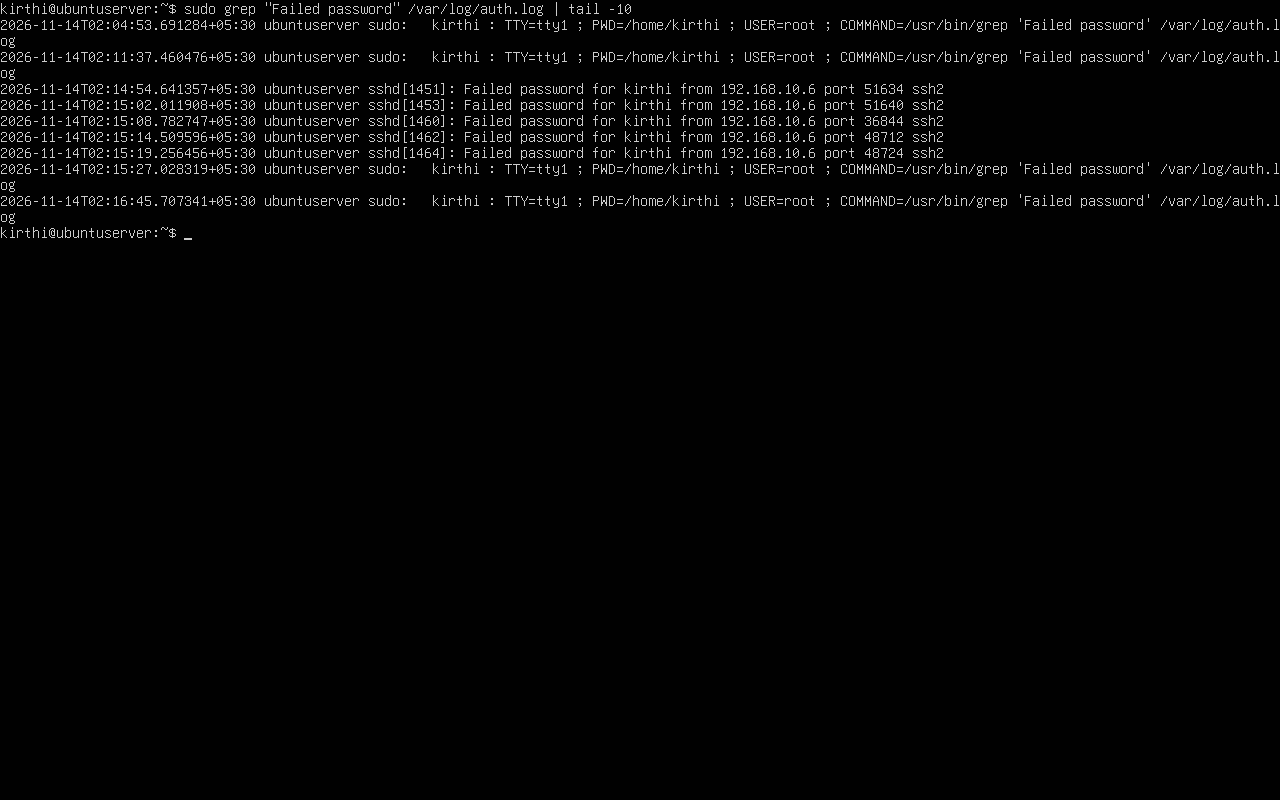 kirthi@ubuntuserver:~$ sudo grep "Failed password" /var/log/auth.log | tail -10
2026-11-14T02:04:53.691284+05:30 ubuntuserver sudo:   kirthi : TTY=tty1 ; PWD=/home/kirthi ; USER=root ; COMMAND=/usr/bin/grep 'Failed password' /var/log/auth.l
og
2026-11-14T02:11:37.460476+05:30 ubuntuserver sudo:   kirthi : TTY=tty1 ; PWD=/home/kirthi ; USER=root ; COMMAND=/usr/bin/grep 'Failed password' /var/log/auth.l
og
2026-11-14T02:14:54.641357+05:30 ubuntuserver sshd[1451]: Failed password for kirthi from 192.168.10.6 port 51634 ssh2
2026-11-14T02:15:02.011908+05:30 ubuntuserver sshd[1453]: Failed password for kirthi from 192.168.10.6 port 51640 ssh2
2026-11-14T02:15:08.782747+05:30 ubuntuserver sshd[1460]: Failed password for kirthi from 192.168.10.6 port 36844 ssh2
2026-11-14T02:15:14.509596+05:30 ubuntuserver sshd[1462]: Failed password for kirthi from 192.168.10.6 port 48712 ssh2
2026-11-14T02:15:19.256456+05:30 ubuntuserver sshd[1464]: Failed password for kirthi from 192.168.10.6 port 48724 ssh2
2026-11-14T02:15:27.028319+05:30 ubuntuserver sudo:   kirthi : TTY=tty1 ; PWD=/home/kirthi ; USER=root ; COMMAND=/usr/bin/grep 'Failed password' /var/log/auth.l
og
2026-11-14T02:16:45.707341+05:30 ubuntuserver sudo:   kirthi : TTY=tty1 ; PWD=/home/kirthi ; USER=root ; COMMAND=/usr/bin/grep 'Failed password' /var/log/auth.l
og
kirthi@ubuntuserver:~$ _